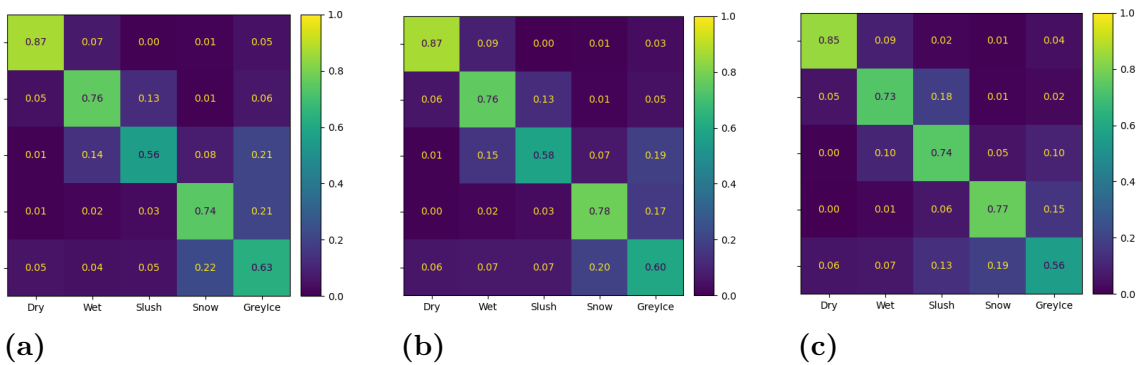 1.0
0.87 0.07 0.00 0.01 0.05
0.8
0.05 0.76 0.13 0.01 0.06
0.6
0.01 0.14 0.56 0.08 0.21
0.4
0.01 0.02 0.03 0.74 0.21
0.2
0.05 0.04 0.05 0.22 0.63
0.0
Dry Wet Slush Snow GreyIce
(a)
1.0
0.87 0.09 0.00 0.01 0.03
0.8
0.06 0.76 0.13 0.01 0.05
0.6
0.01 0.15 0.58 0.07 0.19
0.4
0.00 0.02 0.03 0.78 0.17
0.2
0.06 0.07 0.07 0.20 0.60
0.0
Dry Wet Slush Snow GreyIce
(b)
1.0
0.85 0.09 0.02 0.01 0.04
0.8
0.05 0.73 0.18 0.01 0.02
0.6
0.00 0.10 0.74 0.05 0.10
0.4
0.00 0.01 0.06 0.77 0.15
0.2
0.06 0.07 0.13 0.19 0.56
0.0
Dry Wet Slush Snow GreyIce
(c)